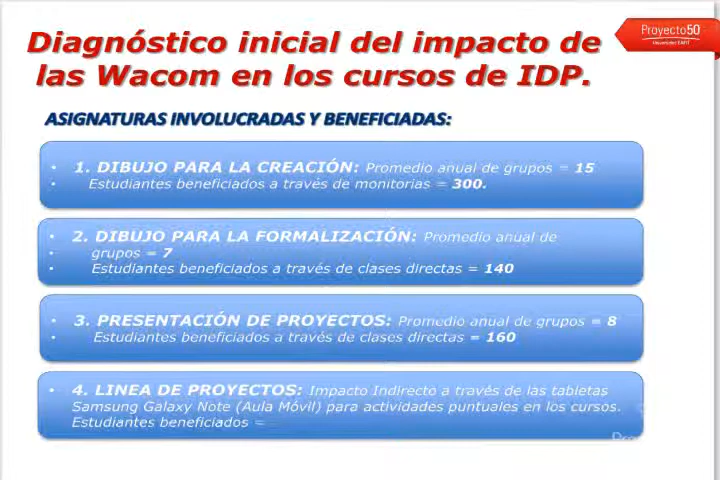 Diagnóstico inicial del impacto de
las Wacom en los cursos de IDP.
Proyecto50
Universidad EAFIT
ASIGNATURAS INVOLUCRADAS Y BENEFICIADAS:
• 1. DIBUJO PARA LA CREACIÓN: Promedio anual de grupos = 15
• Estudiantes beneficiados a través de monitorias = 300.
• 2. DIBUJO PARA LA FORMALIZACIÓN: Promedio anual de
• grupos = 7
• Estudiantes beneficiados a través de clases directas = 140
• 3. PRESENTACIÓN DE PROYECTOS: Promedio anual de grupos = 8
• Estudiantes beneficiados a través de clases directas = 160
• 4. LINEA DE PROYECTOS: Impacto Indirecto a través de las tabletas
Samsung Galaxy Note (Aula Móvil) para actividades puntuales en los cursos.
Estudiantes beneficiados =